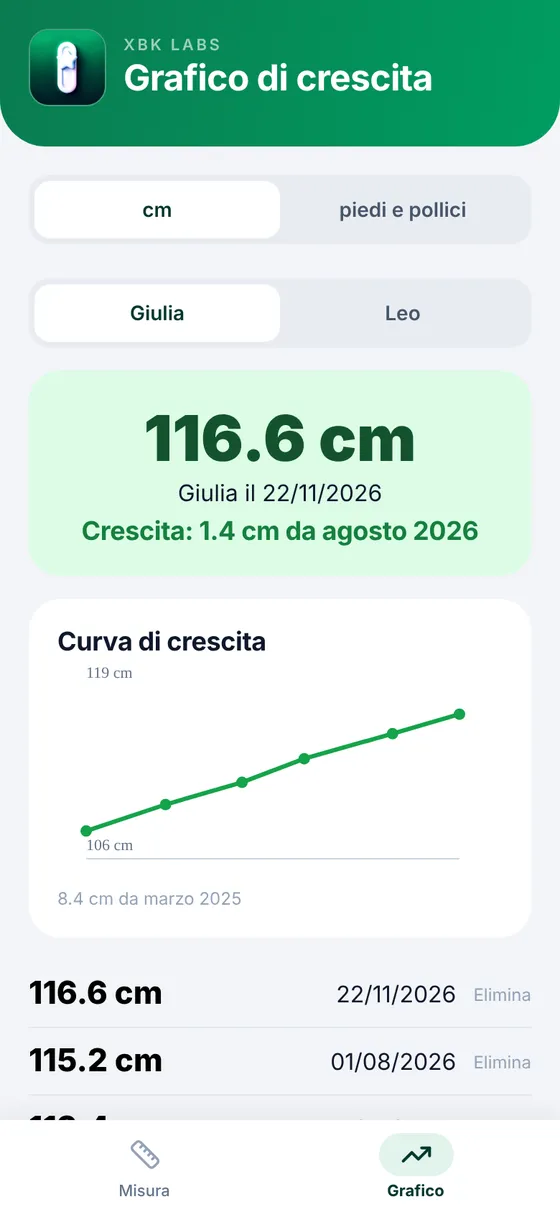 XBK LABS
Grafico di crescita
cm
piedi e pollici
Giulia
Leo
116.6 cm
Giulia il 22/11/2026
Crescita: 1.4 cm da agosto 2026
Curva di crescita
119 cm
106 cm
8.4 cm da marzo 2025
116.6 cm 22/11/2026 Elimina
115.2 cm 01/08/2026 Elimina
Misura
Grafico